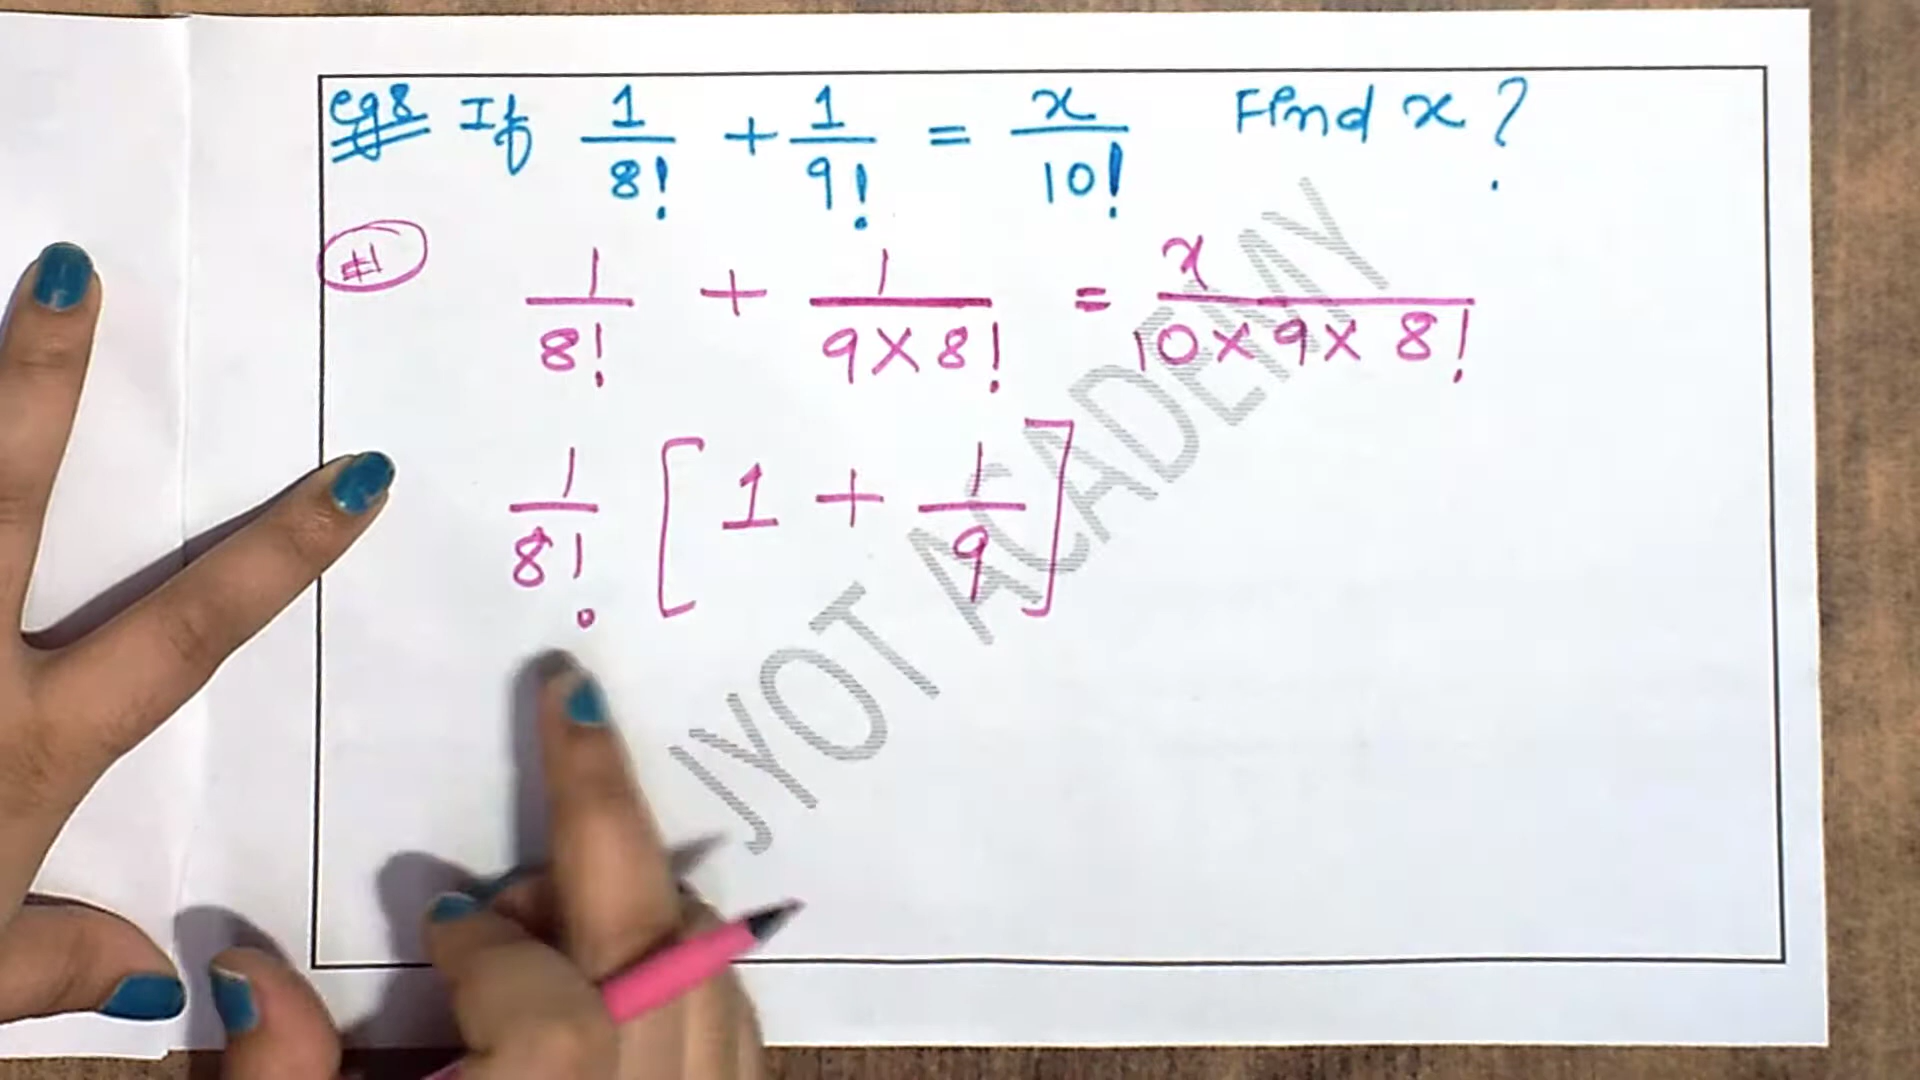 eg8 If 1/8! + 1/9! = x/10! Find x ?
#1
1/8! + 1/9×8! = x/10×9×8!
1/8! [1 + 1/9]
JYOT ACADEMY